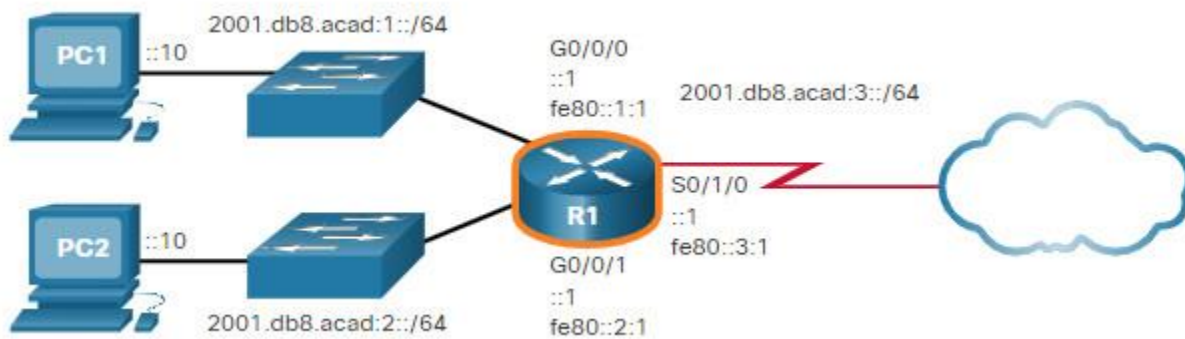 2001.db8.acad:1::/64
PC1
::10
G0/0/0
::1
fe80::1:1
2001.db8.acad:3::/64
R1
S0/1/0
::1
fe80::3:1
PC2
::10
G0/0/1
::1
fe80::2:1
2001.db8.acad:2::/64